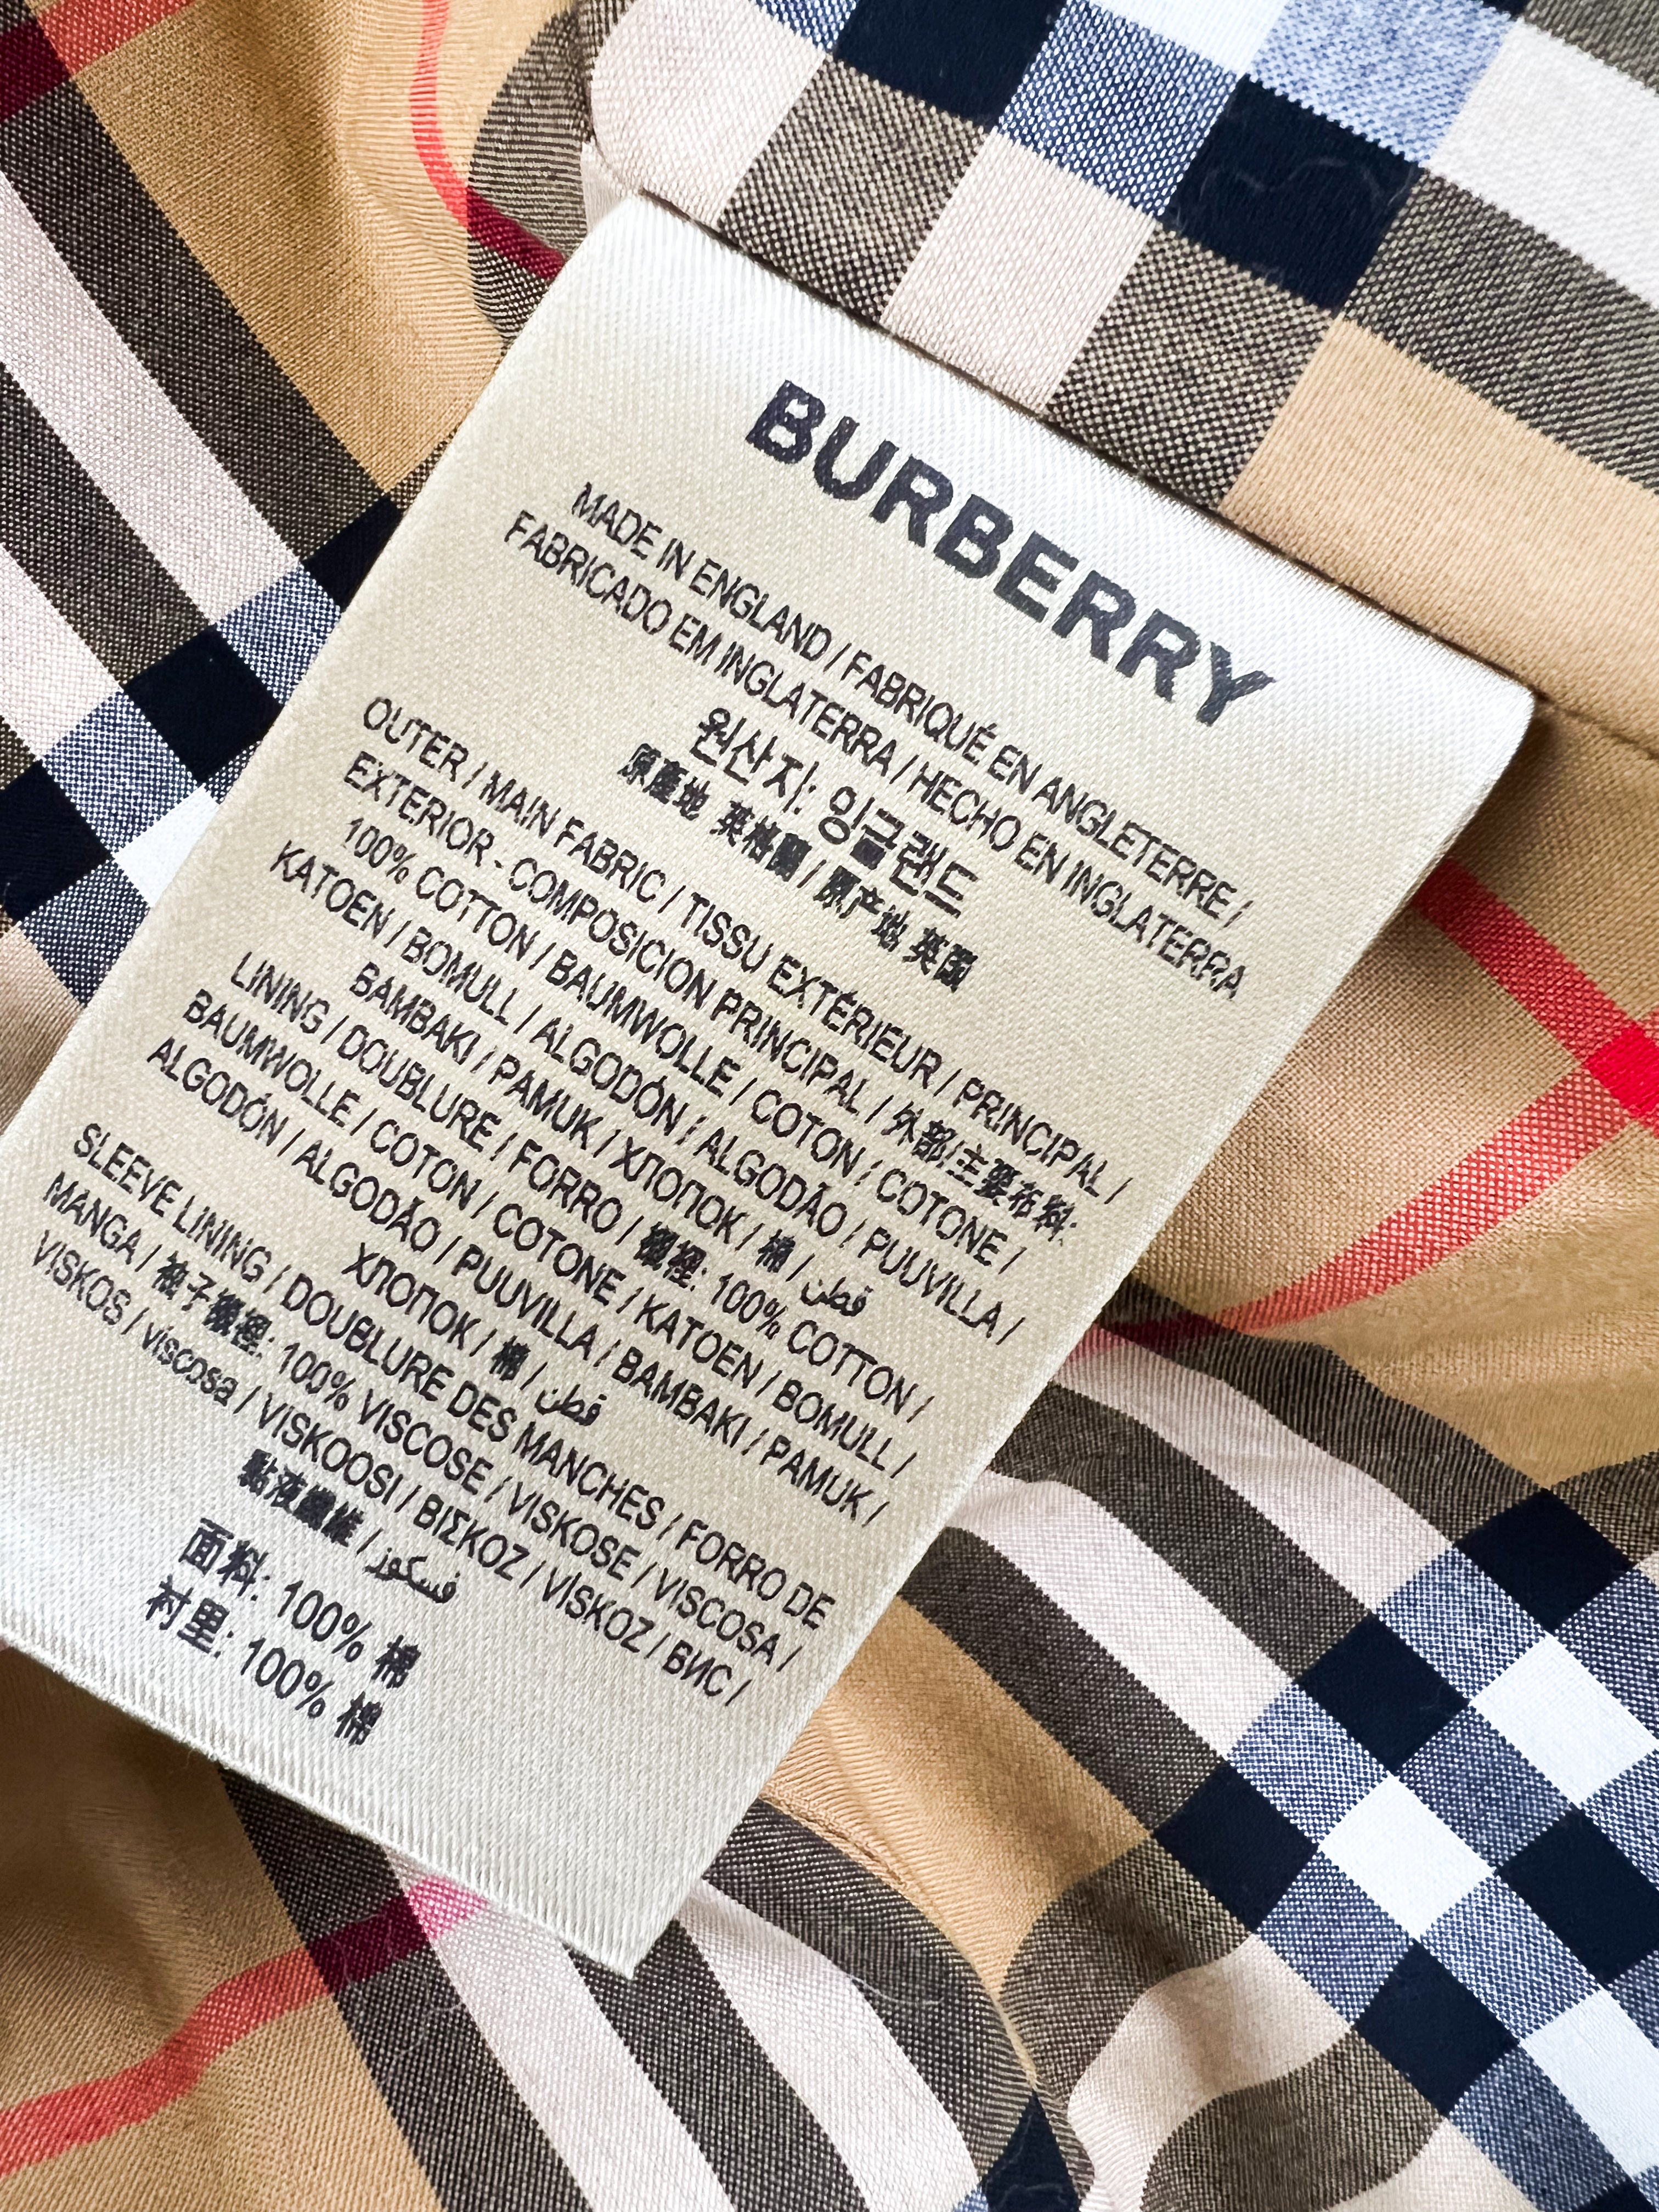 BURBERRY
MADE IN ENGLAND / FABRIQUÉ EN ANGLETERRE /
FABRICADO EM INGLATERRA / HECHO EN INGLATERRA
원산지: 잉글랜드
原產地 英格蘭 / 原产地 英国
OUTER / MAIN FABRIC / TISSU EXTÉRIEUR / PRINCIPAL /
EXTERIOR - COMPOSICION PRINCIPAL / 外部/主要布料:
100% COTTON / BAUMWOLLE / COTON / COTONE /
KATOEN / BOMULL / ALGODÓN / ALGODÃO / PUUVILLA /
BAMBAKI / PAMUK / ХЛОПОК / 棉 / قطن
LINING / DOUBLURE / FORRO / 襯裡: 100% COTTON /
BAUMWOLLE / COTON / COTONE / KATOEN / BOMULL /
ALGODÓN / ALGODÃO / PUUVILLA / BAMBAKI / PAMUK /
ХЛОПОК / 棉 / قطن
SLEEVE LINING / DOUBLURE DES MANCHES / FORRO DE
MANGA / 袖子襯裡: 100% VISCOSE / VISKOSE / VISCOSA /
VISKOS / viscosa / VISKOOSI / ΒΙΣΚΟΖ / VİSKOZ / ВИС /
黏液纖維 / فسكوز
面料: 100% 棉
衬里: 100% 棉